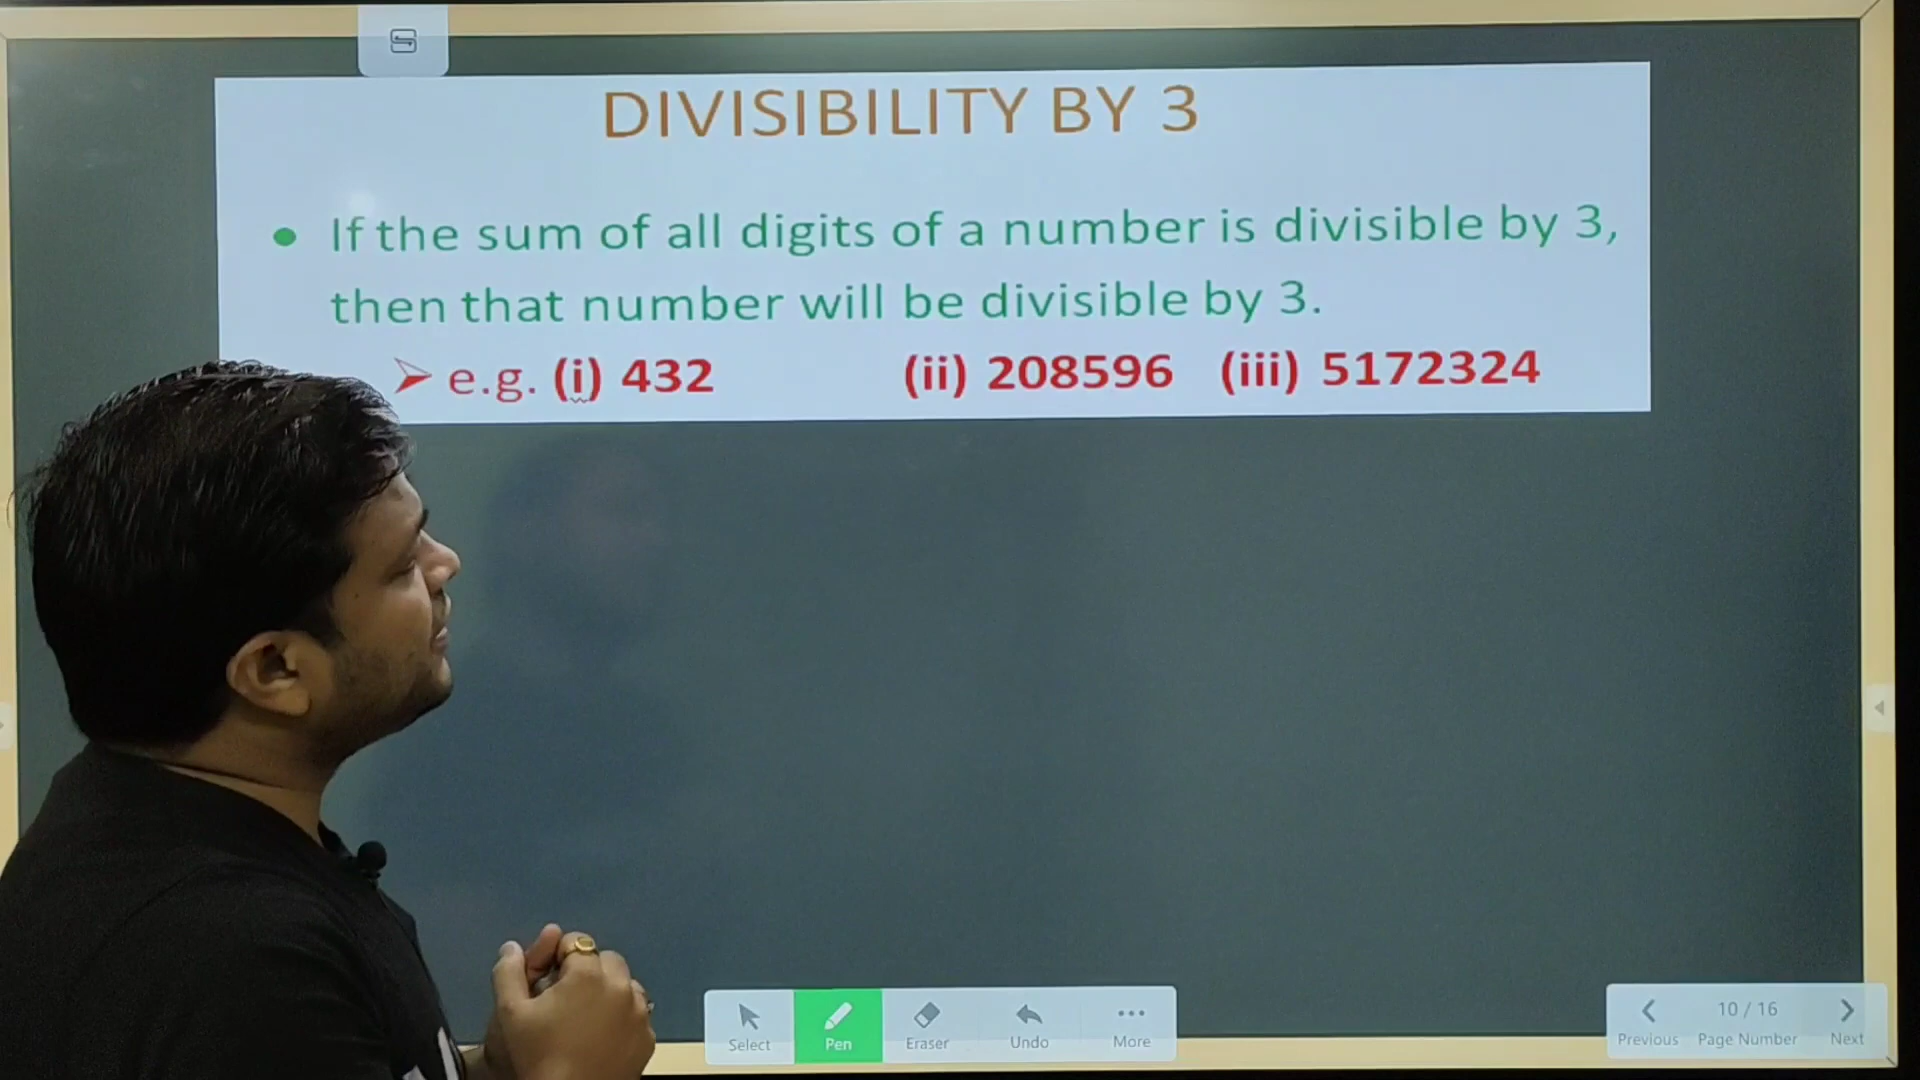 DIVISIBILITY BY 3
• If the sum of all digits of a number is divisible by 3,
then that number will be divisible by 3.
➢ e.g. (i) 432 (ii) 208596 (iii) 5172324
Select Pen Eraser Undo More
10 / 16
Previous Page Number Next